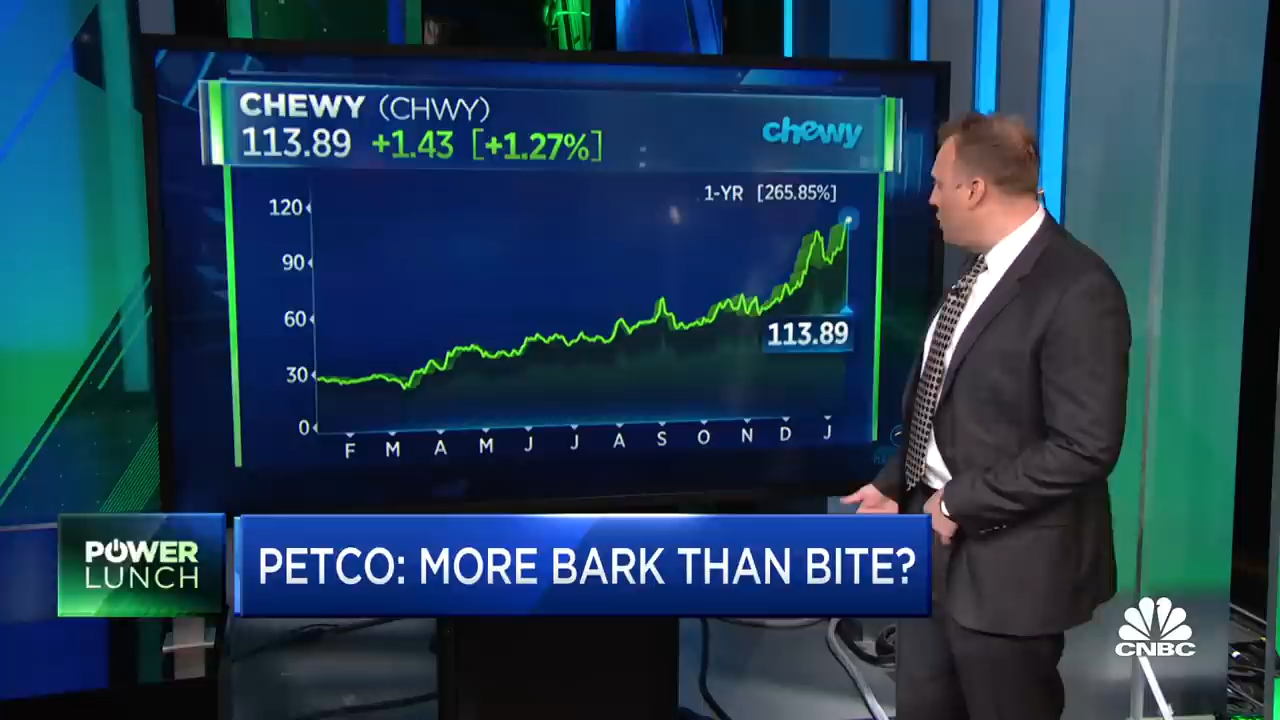 CHEWY (CHWY)
113.89 +1.43 [+1.27%]
chewy
1-YR [265.85%]
120
90
60
30
0
113.89
F M A M J J A S O N D J
POWER
LUNCH
PETCO: MORE BARK THAN BITE?
CNBC